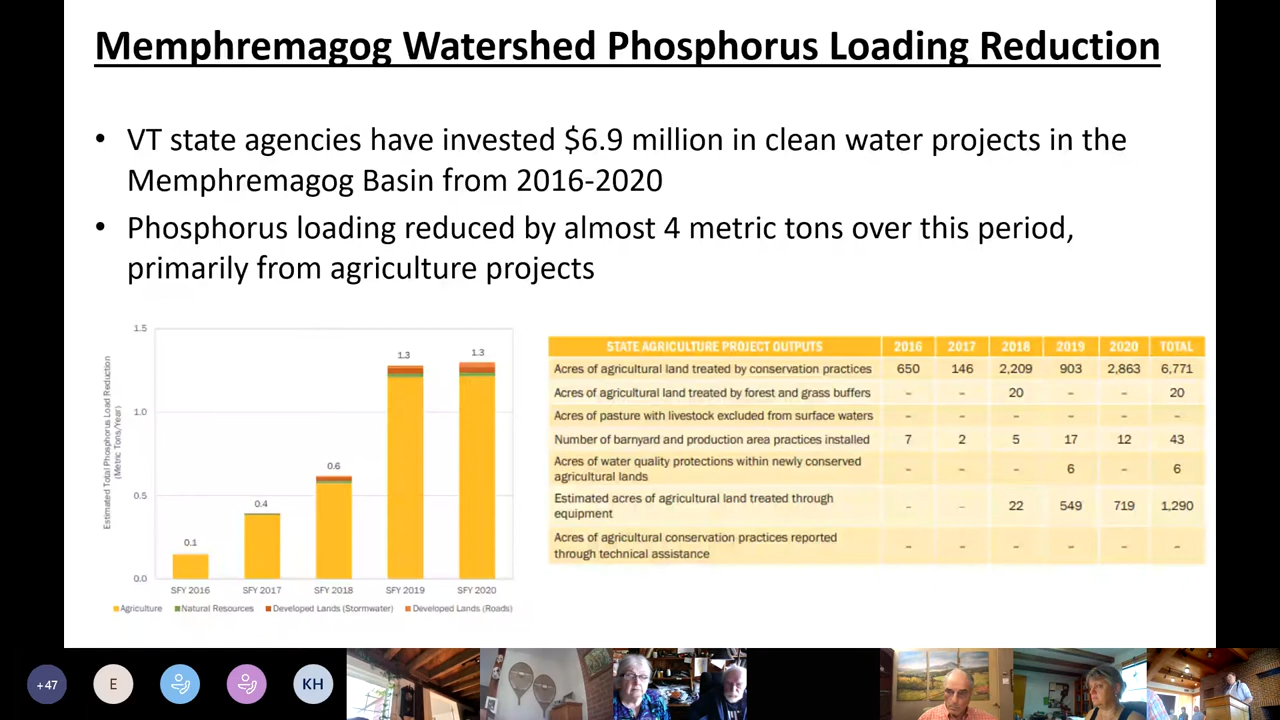 Memphremagog Watershed Phosphorus Loading Reduction
• VT state agencies have invested $6.9 million in clean water projects in the
Memphremagog Basin from 2016-2020
• Phosphorus loading reduced by almost 4 metric tons over this period,
primarily from agriculture projects
Estimated Total Phosphorus Load Reduction
(Metric Tons/Year)
1.5
1.0
0.5
0.0
0.1
0.4
0.6
1.3
1.3
SFY 2016 SFY 2017 SFY 2018 SFY 2019 SFY 2020
Agriculture Natural Resources Developed Lands (Stormwater) Developed Lands (Roads)
STATE AGRICULTURE PROJECT OUTPUTS 2016 2017 2018 2019 2020 TOTAL
Acres of agricultural land treated by conservation practices 650 146 2,209 903 2,863 6,771
Acres of agricultural land treated by forest and grass buffers – – 20 – – 20
Acres of pasture with livestock excluded from surface waters – – – – – –
Number of barnyard and production area practices installed 7 2 5 17 12 43
Acres of water quality protections within newly conserved
agricultural lands – – – 6 – 6
Estimated acres of agricultural land treated through
equipment – – 22 549 719 1,290
Acres of agricultural conservation practices reported
through technical assistance – – – – – –
+47
E
KH